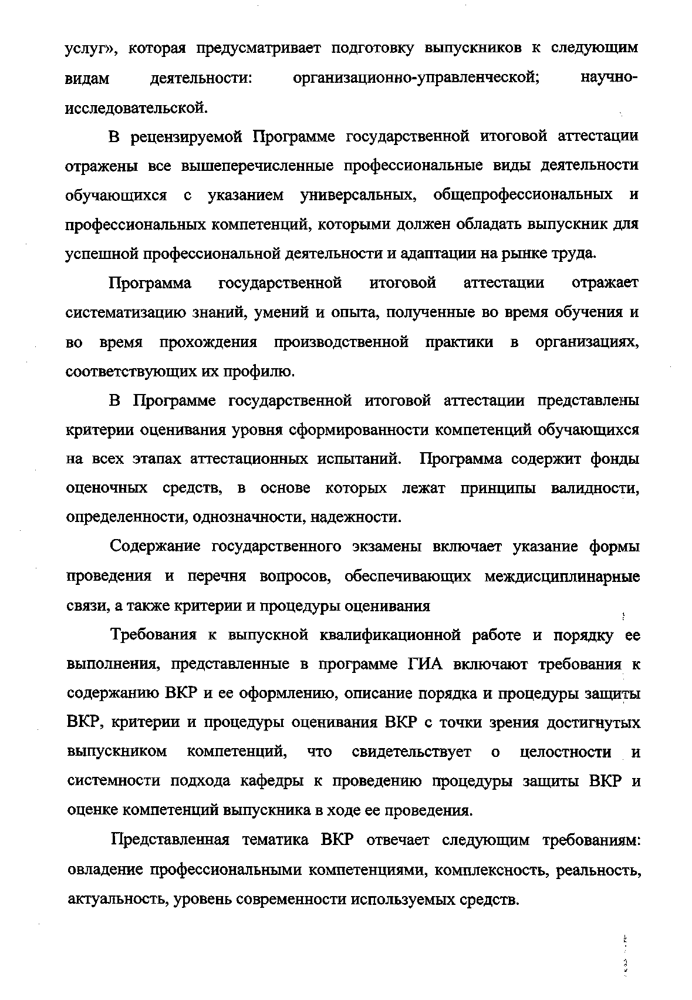 услуг», которая предусматривает подготовку выпускников к следующим
видам деятельности: организационно-управленческой; научно-
исследовательской.
В рецензируемой Программе государственной итоговой аттестации
отражены все вышеперечисленные профессиональные виды деятельности
обучающихся с указанием универсальных, общепрофессиональных и
профессиональных компетенций, которыми должен обладать выпускник для
успешной профессиональной деятельности и адаптации на рынке труда.
Программа государственной итоговой аттестации отражает
систематизацию знаний, умений и опыта, полученные во время обучения и
во время прохождения производственной практики в организациях,
соответствующих их профилю.
В Программе государственной итоговой аттестации представлены
критерии оценивания уровня сформированности компетенций обучающихся
на всех этапах аттестационных испытаний. Программа содержит фонды
оценочных средств, в основе которых лежат принципы валидности,
определенности, однозначности, надежности.
Содержание государственного экзамены включает указание формы
проведения и перечня вопросов, обеспечивающих междисциплинарные
связи, а также критерии и процедуры оценивания
Требования к выпускной квалификационной работе и порядку ее
выполнения, представленные в программе ГИА включают требования к
содержанию ВКР и ее оформлению, описание порядка и процедуры защиты
ВКР, критерии и процедуры оценивания ВКР с точки зрения достигнутых
выпускником компетенций, что свидетельствует о целостности и
системности подхода кафедры к проведению процедуры защиты ВКР и
оценке компетенций выпускника в ходе ее проведения.
Представленная тематика ВКР отвечает следующим требованиям:
овладение профессиональными компетенциями, комплексность, реальность,
актуальность, уровень современности используемых средств.